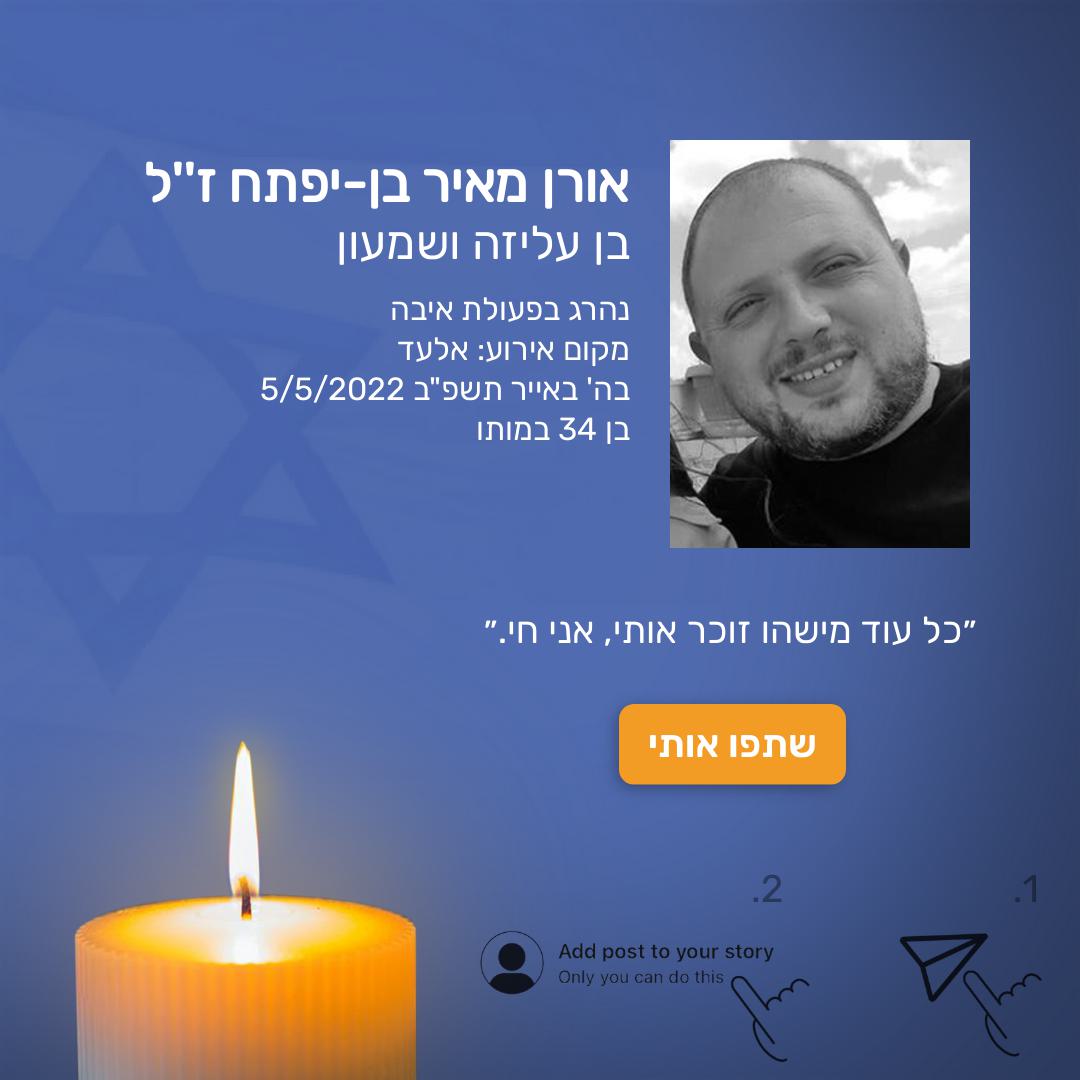 אורן מאיר בן-יפתח ז"ל
בן עליזה ושמעון
נהרג בפעולת איבה
מקום אירוע: אלעד
בה' באייר תשפ"ב 5/5/2022
בן 34 במותו
״כל עוד מישהו זוכר אותי, אני חי.״
שתפו אותי
1.
2.
Add post to your story
Only you can do this